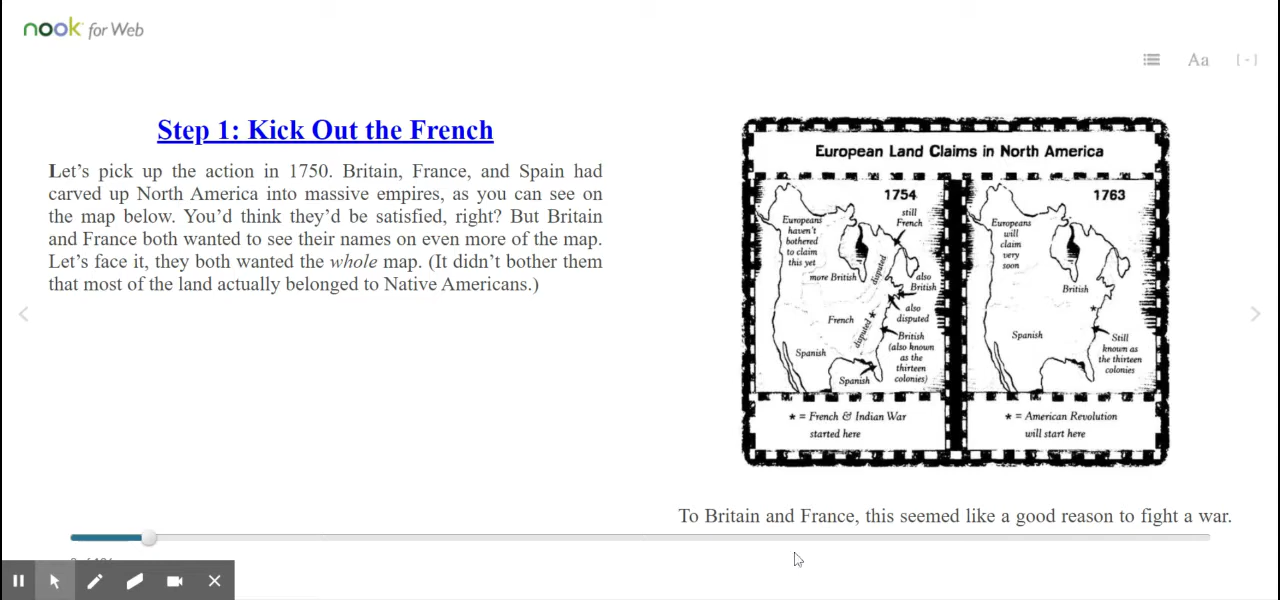 nook for Web
Aa
Step 1: Kick Out the French
Let’s pick up the action in 1750. Britain, France, and Spain had
carved up North America into massive empires, as you can see on
the map below. You’d think they’d be satisfied, right? But Britain
and France both wanted to see their names on even more of the map.
Let’s face it, they both wanted the whole map. (It didn’t bother them
that most of the land actually belonged to Native Americans.)
European Land Claims in North America
1754
still
French
Europeans
haven't
bothered
to claim
this yet
disputed
more British
also
British
also
disputed
French
disputed
British
(also known
as the
thirteen
colonies)
Spanish
Spanish
★ = French & Indian War
started here
1763
Europeans
will
claim
very
soon
British
Spanish
Still
known as
the thirteen
colonies
★ = American Revolution
will start here
To Britain and France, this seemed like a good reason to fight a war.